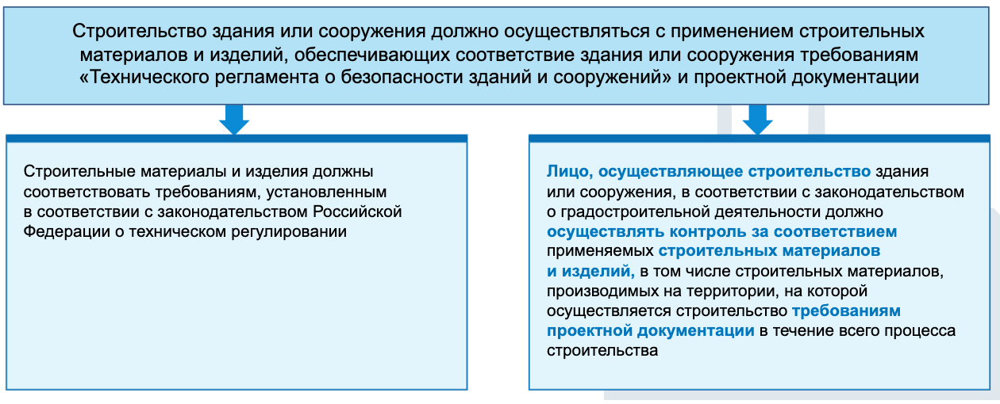 Строительство здания или сооружения должно осуществляться с применением строительных
материалов и изделий, обеспечивающих соответствие здания или сооружения требованиям
«Технического регламента о безопасности зданий и сооружений» и проектной документации
Строительные материалы и изделия должны
соответствовать требованиям, установленным
в соответствии с законодательством Российской
Федерации о техническом регулировании
Лицо, осуществляющее строительство здания
или сооружения, в соответствии с законодательством
о градостроительной деятельности должно
осуществлять контроль за соответствием
применяемых строительных материалов
и изделий, в том числе строительных материалов,
производимых на территории, на которой
осуществляется строительство требованиям
проектной документации в течение всего процесса
строительства